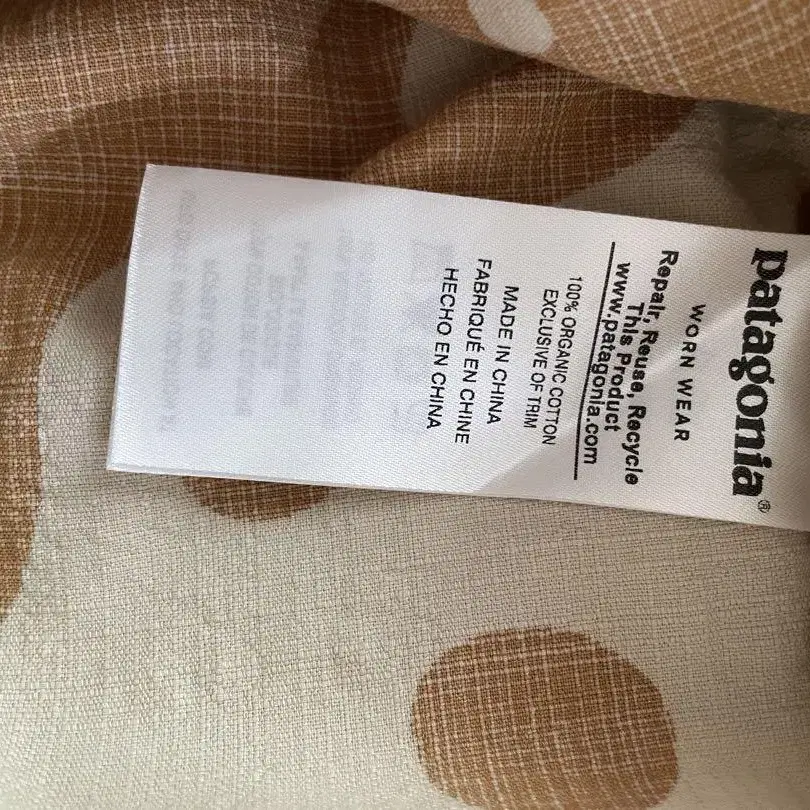 patagonia®
WORN WEAR
Repair, Reuse, Recycle
This Product
www.patagonia.com
100% ORGANIC COTTON
EXCLUSIVE OF TRIM
MADE IN CHINA
FABRIQUÉ EN CHINE
HECHO EN CHINA